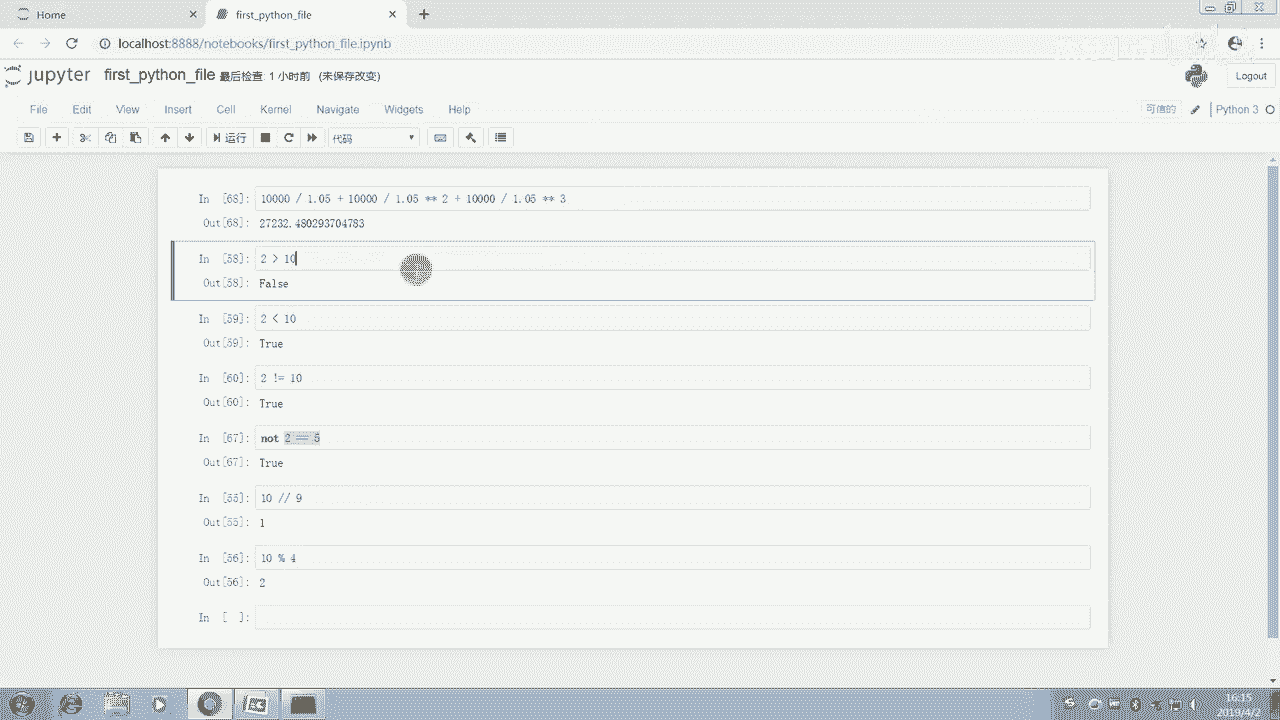 Home
first_python_file
localhost:8888/notebooks/first_python_file.ipynb
jupyter first_python_file 最后检查: 1 小时前 (未保存改变)
Logout
File Edit View Insert Cell Kernel Navigate Widgets Help
可信的 Python 3
运行 代码
In [68]: 10000 / 1.05 + 10000 / 1.05 ** 2 + 10000 / 1.05 ** 3
Out[68]: 27232.480293704783
In [58]: 2 > 10
Out[58]: False
In [59]: 2 < 10
Out[59]: True
In [60]: 2 != 10
Out[60]: True
In [67]: not 2 == 5
Out[67]: True
In [55]: 10 // 9
Out[55]: 1
In [56]: 10 % 4
Out[56]: 2
In [ ]:
16:15
2019/4/2